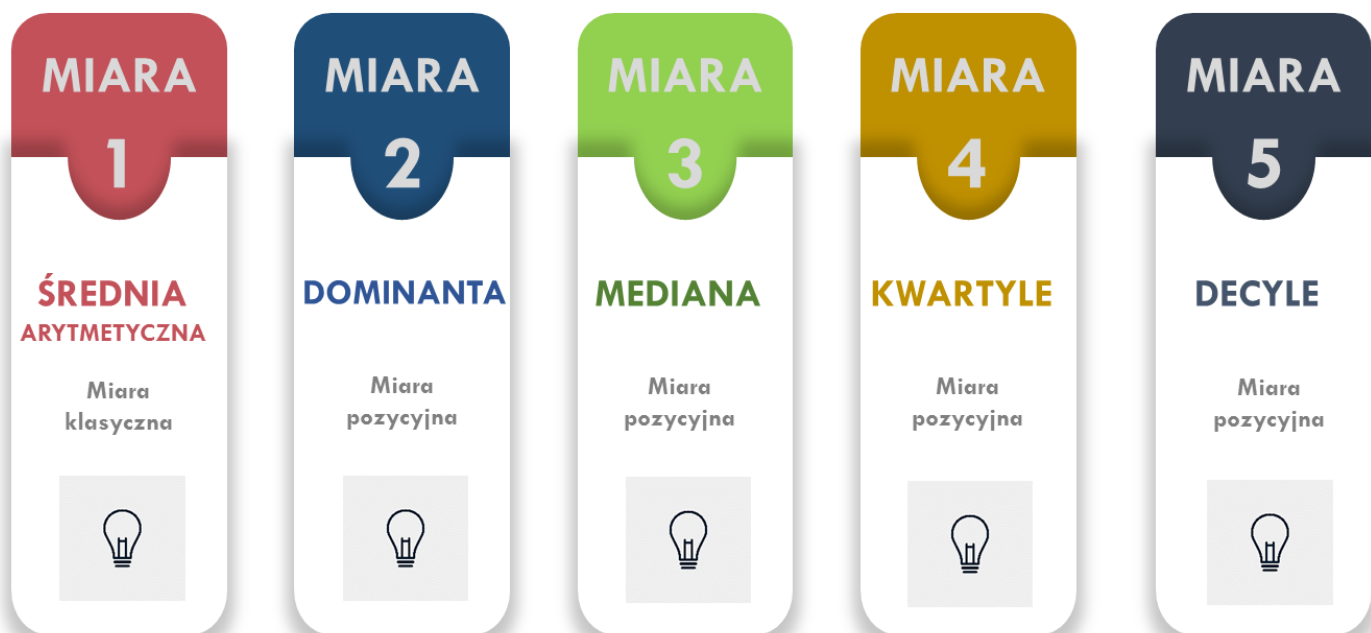 MIARA
1
ŚREDNIA
ARYTMETYCZNA
Miara
klasyczna
MIARA
2
DOMINANTA
Miara
pozycyjna
MIARA
3
MEDIANA
Miara
pozycyjna
MIARA
4
KWARTYLE
Miara
pozycyjna
MIARA
5
DECYLE
Miara
pozycyjna